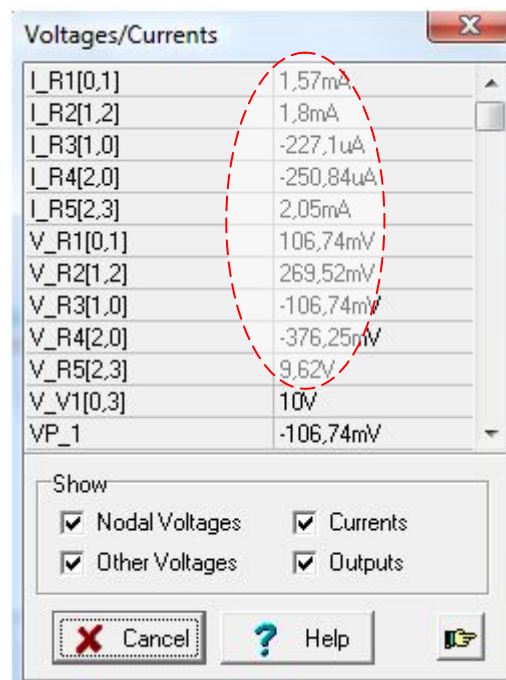 Voltages/Currents
I_R1[0,1] 1,57mA
I_R2[1,2] 1,8mA
I_R3[1,0] -227,1uA
I_R4[2,0] -250,84uA
I_R5[2,3] 2,05mA
V_R1[0,1] 106,74mV
V_R2[1,2] 269,52mV
V_R3[1,0] -106,74mV
V_R4[2,0] -376,25mV
V_R5[2,3] 9,62V
V_V1[0,3] 10V
VP_1 -106,74mV
Show
Nodal Voltages Currents
Other Voltages Outputs
Cancel ? Help